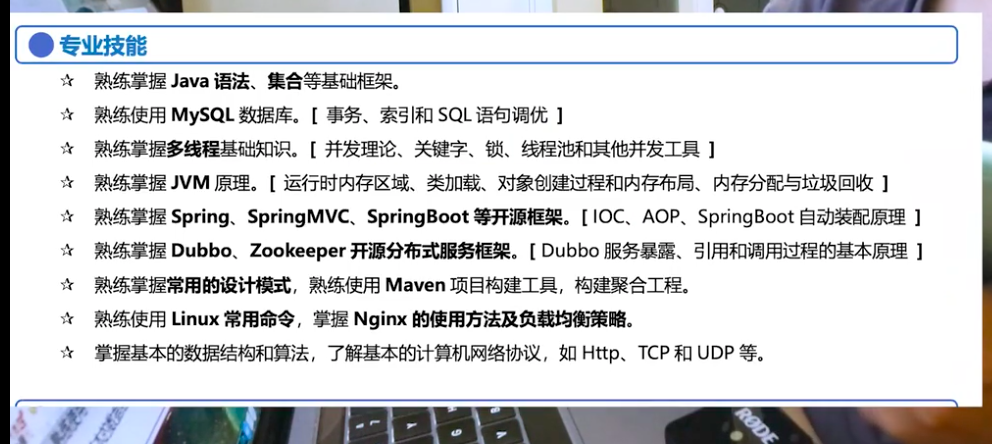 专业技能
☆ 熟练掌握 Java 语法、集合等基础框架。
☆ 熟练使用 MySQL 数据库。[ 事务、索引和 SQL 语句调优 ]
☆ 熟练掌握多线程基础知识。[ 并发理论、关键字、锁、线程池和其他并发工具 ]
☆ 熟练掌握 JVM 原理。[ 运行时内存区域、类加载、对象创建过程和内存布局、内存分配与垃圾回收 ]
☆ 熟练掌握 Spring、SpringMVC、SpringBoot 等开源框架。[ IOC、AOP、SpringBoot 自动装配原理 ]
☆ 熟练掌握 Dubbo、Zookeeper 开源分布式服务框架。[ Dubbo 服务暴露、引用和调用过程的基本原理 ]
☆ 熟练掌握常用的设计模式，熟练使用 Maven 项目构建工具，构建聚合工程。
☆ 熟练使用 Linux 常用命令，掌握 Nginx 的使用方法及负载均衡策略。
☆ 掌握基本的数据结构和算法，了解基本的计算机网络协议，如 Http、TCP 和 UDP 等。
RODE